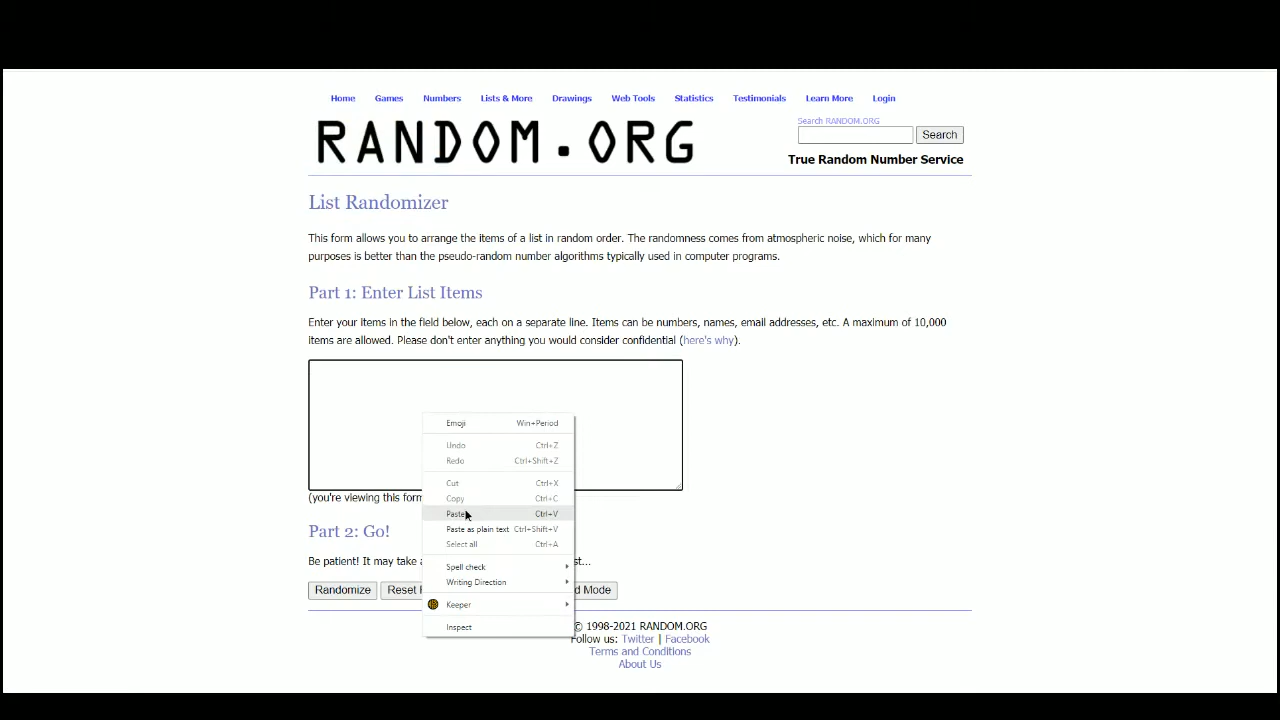 Home Games Numbers Lists & More Drawings Web Tools Statistics Testimonials Learn More Login
RANDOM.ORG
Search RANDOM.ORG
Search
True Random Number Service
List Randomizer
This form allows you to arrange the items of a list in random order. The randomness comes from atmospheric noise, which for many
purposes is better than the pseudo-random number algorithms typically used in computer programs.
Part 1: Enter List Items
Enter your items in the field below, each on a separate line. Items can be numbers, names, email addresses, etc. A maximum of 10,000
items are allowed. Please don't enter anything you would consider confidential (here's why).
Emoji Win+Period
Undo Ctrl+Z
Redo Ctrl+Shift+Z
Cut Ctrl+X
Copy Ctrl+C
Paste Ctrl+V
Paste as plain text Ctrl+Shift+V
Select all Ctrl+A
Spell check
Writing Direction
Keeper
Inspect
(you're viewing this form
Part 2: Go!
Be patient! It may take st...
Randomize Reset d Mode
© 1998-2021 RANDOM.ORG
Follow us: Twitter | Facebook
Terms and Conditions
About Us